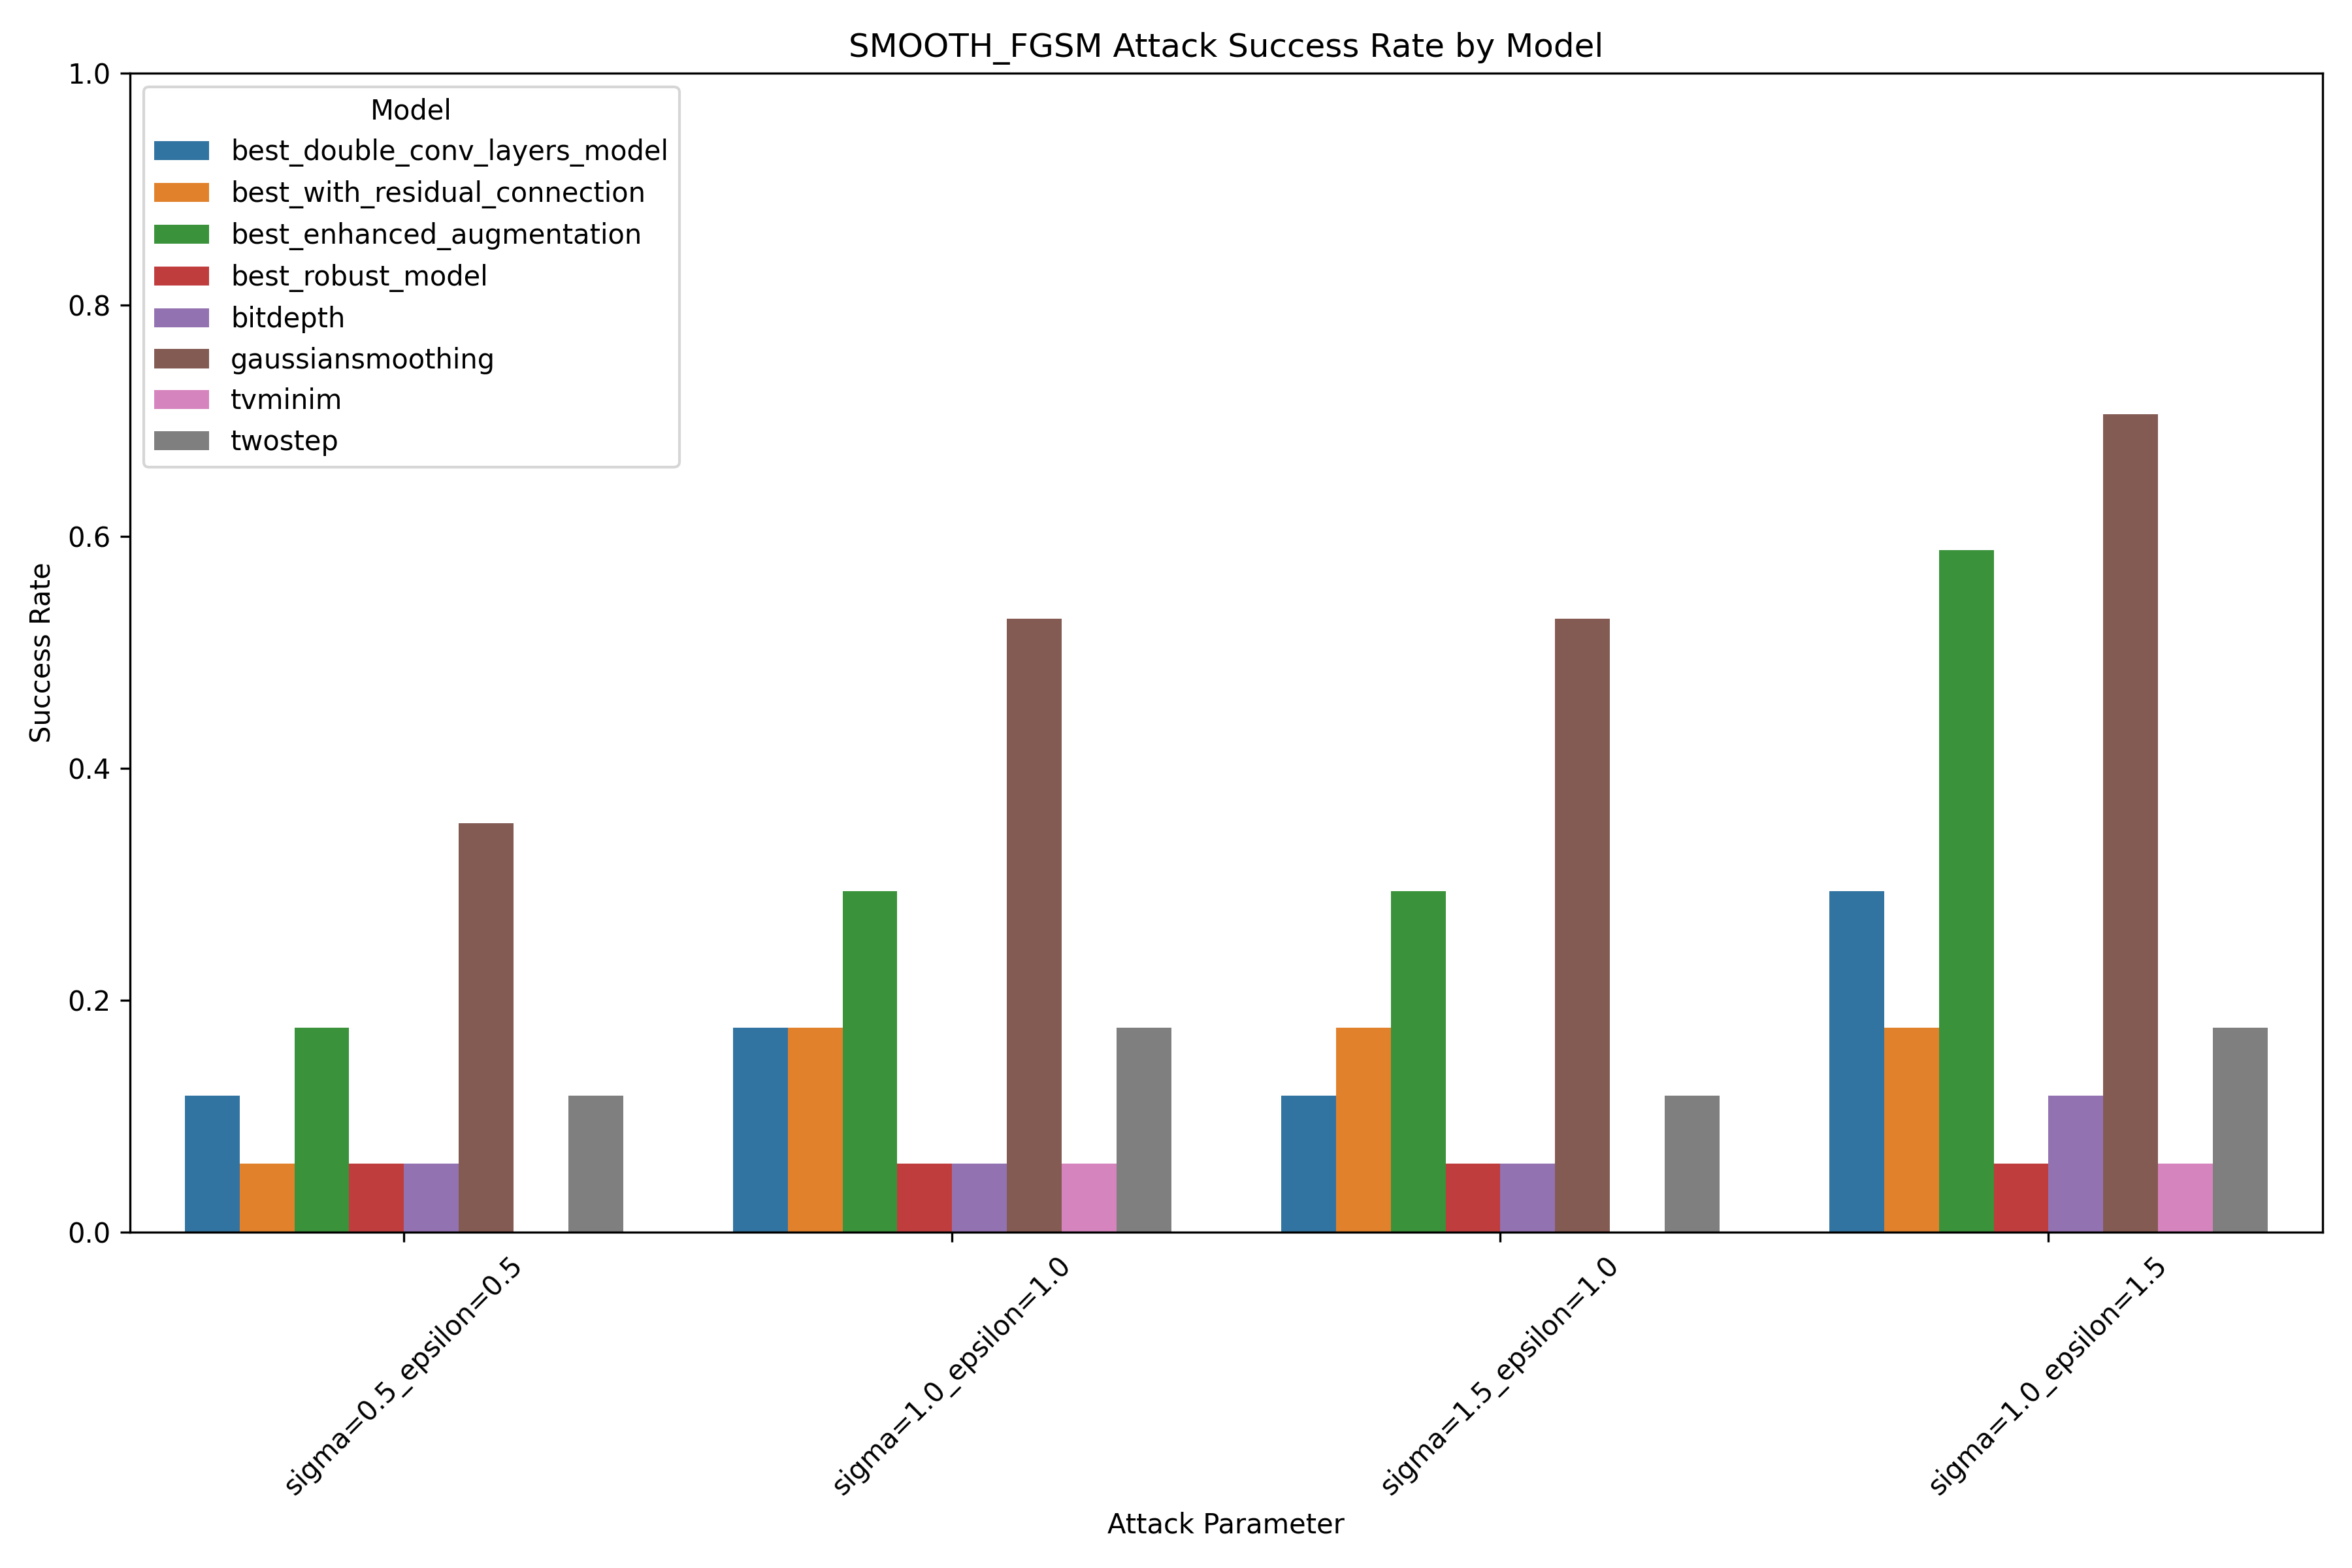 SMOOTH_FGSM Attack Success Rate by Model
1.0
0.8
0.6
0.4
0.2
0.0
Success Rate
Model
best_double_conv_layers_model
best_with_residual_connection
best_enhanced_augmentation
best_robust_model
bitdepth
gaussiansmoothing
tvminim
twostep
sigma=0.5_epsilon=0.5
sigma=1.0_epsilon=1.0
sigma=1.5_epsilon=1.0
sigma=1.0_epsilon=1.5
Attack Parameter